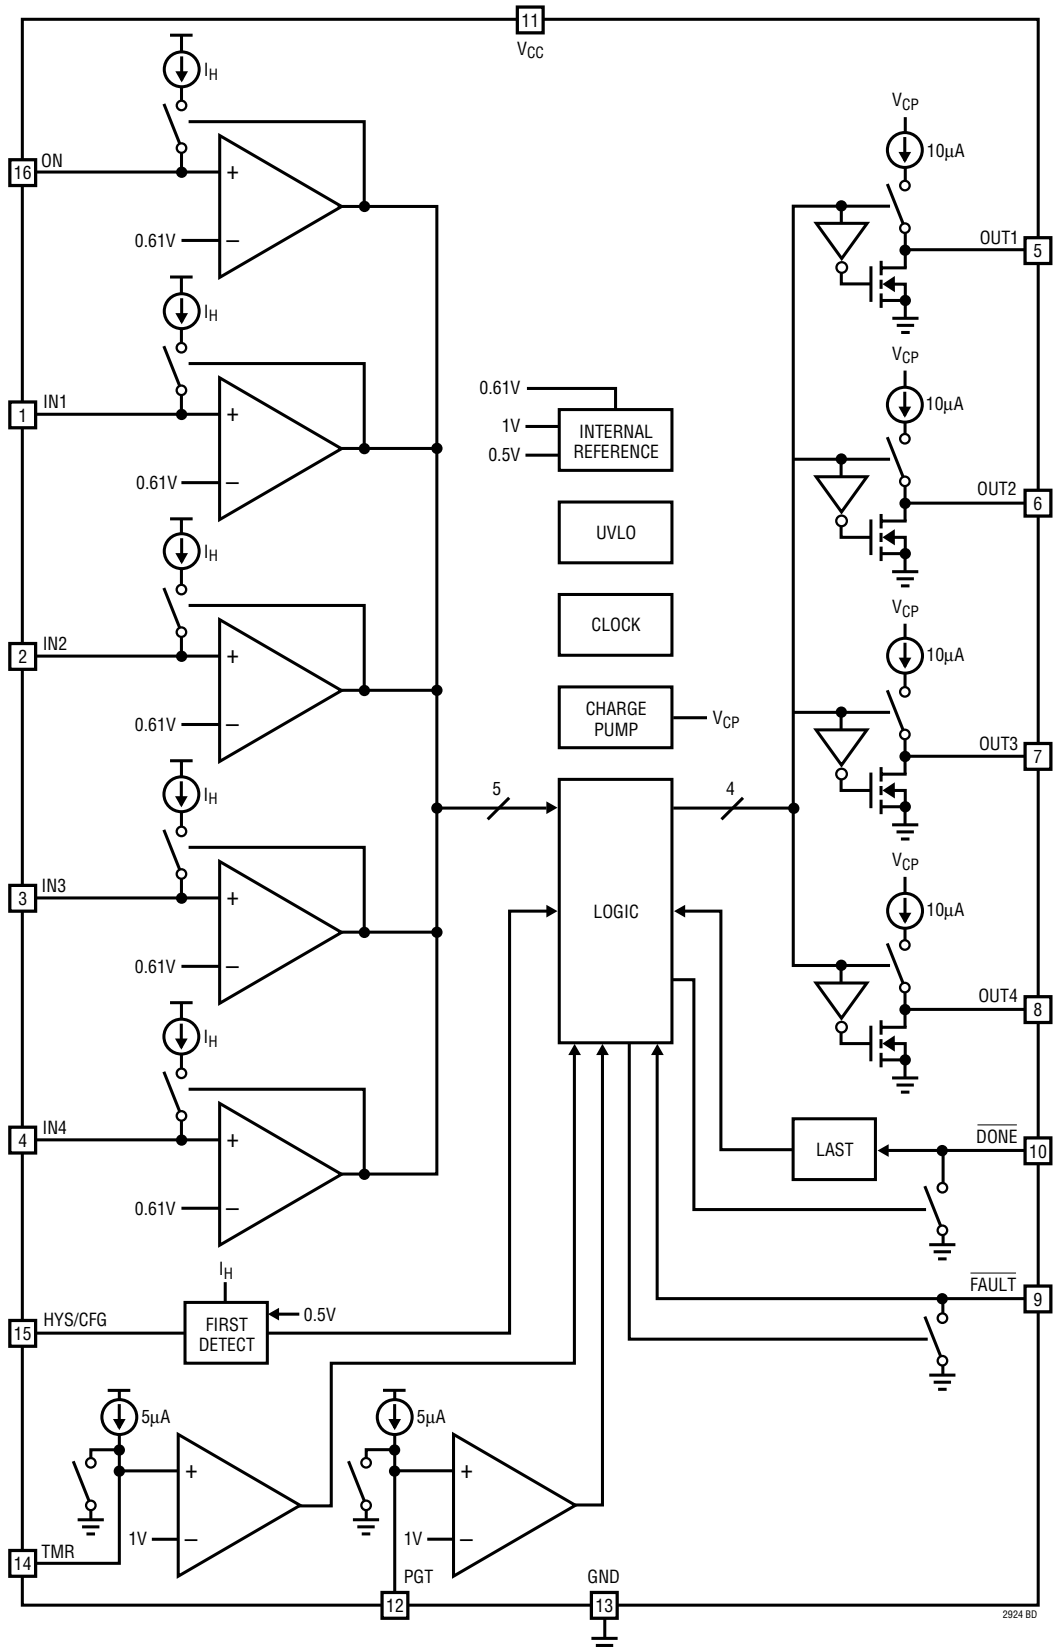 11
VCC
IH
16
ON
+
0.61V
–
VCP
10µA
OUT1
5
IH
1
IN1
+
0.61V
–
0.61V
1V
0.5V
INTERNAL
REFERENCE
VCP
10µA
OUT2
6
IH
2
IN2
+
0.61V
–
UVLO
CLOCK
CHARGE
PUMP
VCP
VCP
10µA
OUT3
7
IH
3
IN3
+
0.61V
–
5
4
LOGIC
VCP
10µA
OUT4
8
IH
4
IN4
+
0.61V
–
LAST
DONE
10
IH
15
HYS/CFG
FIRST
DETECT
0.5V
FAULT
9
5µA
+
1V
–
14
TMR
5µA
+
1V
–
PGT
12
GND
13
2924 BD